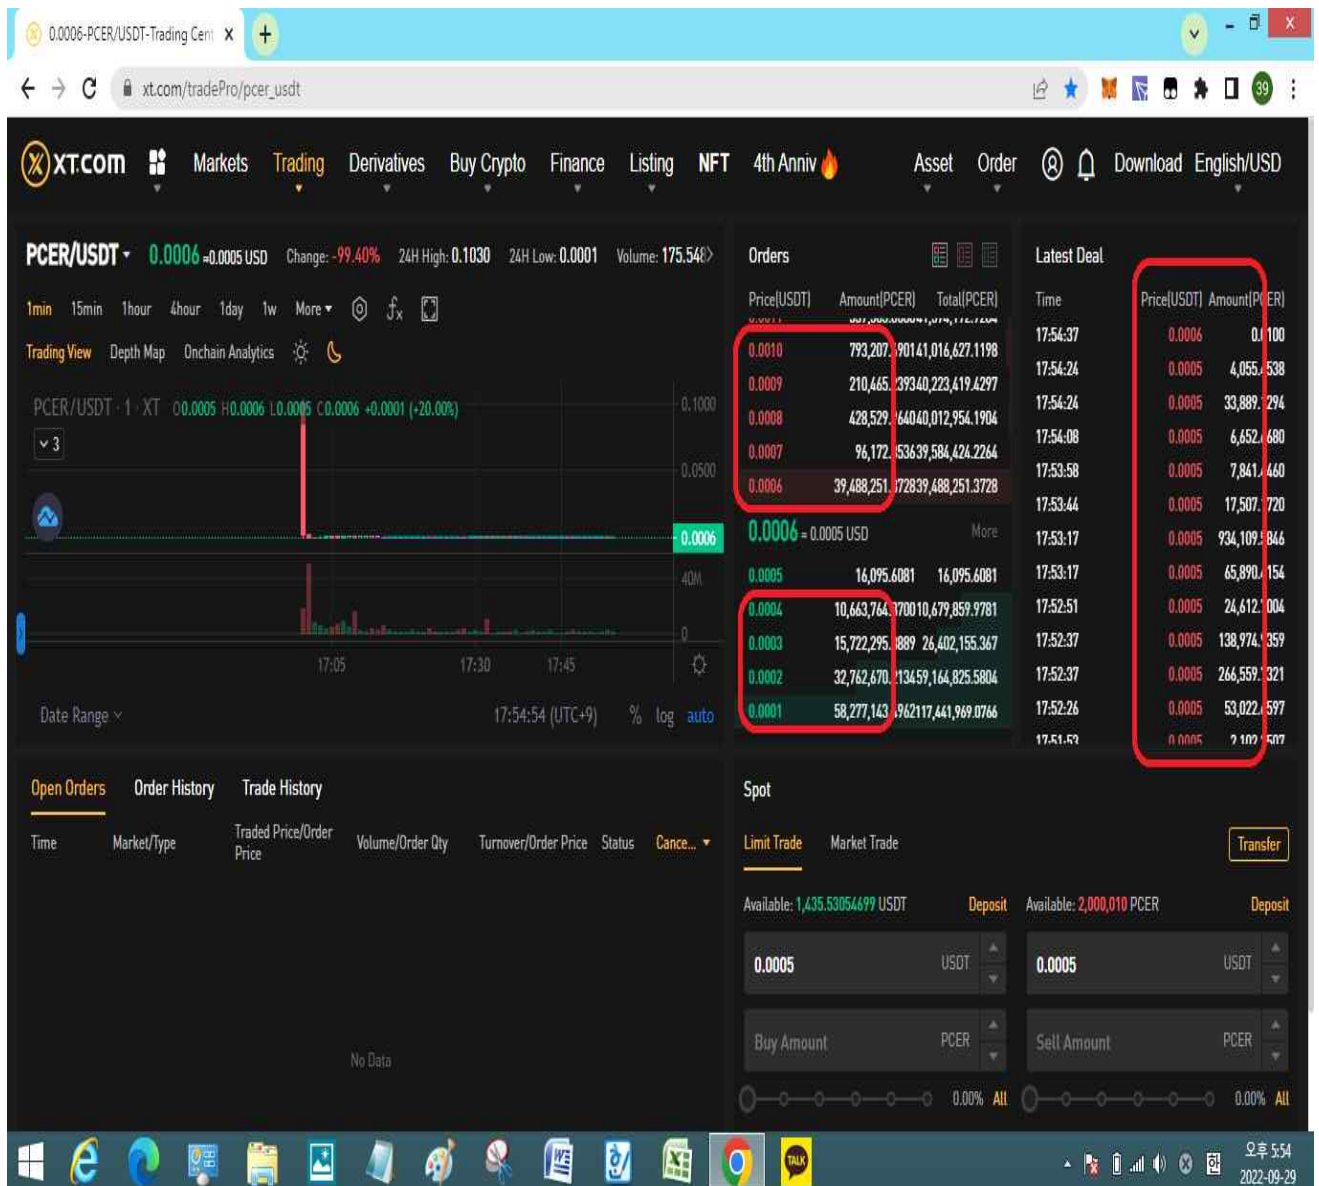 0.0006-PCER/USDT-Trading Cent
xt.com/tradePro/pcer_usdt
39
XT.COM Markets Trading Derivatives Buy Crypto Finance Listing NFT 4th Anniv Asset Order Download English/USD
PCER/USDT 0.0006 ≈0.0005 USD Change: -99.40% 24H High: 0.1030 24H Low: 0.0001 Volume: 175.548
1min 15min 1hour 4hour 1day 1w More
Trading View Depth Map Onchain Analytics
PCER/USDT · 1 · XT O0.0005 H0.0006 L0.0005 C0.0006 +0.0001 (+20.00%)
3
0.1000
0.0500
0.0006
40M
0
17:05 17:30 17:45
Date Range 17:54:54 (UTC+9) % log auto
Orders
Price(USDT) Amount(PCER) Total(PCER)
0.0010
0.0009
0.0008
0.0007
0.0006
0.0006 ≈ 0.0005 USD More
0.0005 16,095.6081 16,095.6081
0.0004
0.0003
0.0002
0.0001
Latest Deal
Time Price(USDT)
17:54:37 0.0006
17:54:24 0.0005
17:54:24 0.0005
17:54:08 0.0005
17:53:58 0.0005
17:53:44 0.0005
17:53:17 0.0005
17:53:17 0.0005
17:52:51 0.0005
17:52:37 0.0005
17:52:37 0.0005
17:52:26 0.0005
17:51:53 0.0005
Open Orders Order History Trade History
Time Market/Type Traded Price/Order Price Volume/Order Qty Turnover/Order Price Status Cance...
No Data
Spot
Limit Trade Market Trade Transfer
Available: 1,435.53054699 USDT Deposit Available: 2,000,010 PCER Deposit
0.0005 USDT 0.0005 USDT
Buy Amount PCER Sell Amount PCER
0.00% All 0.00% All
TALK
오후 5:54
2022-09-29